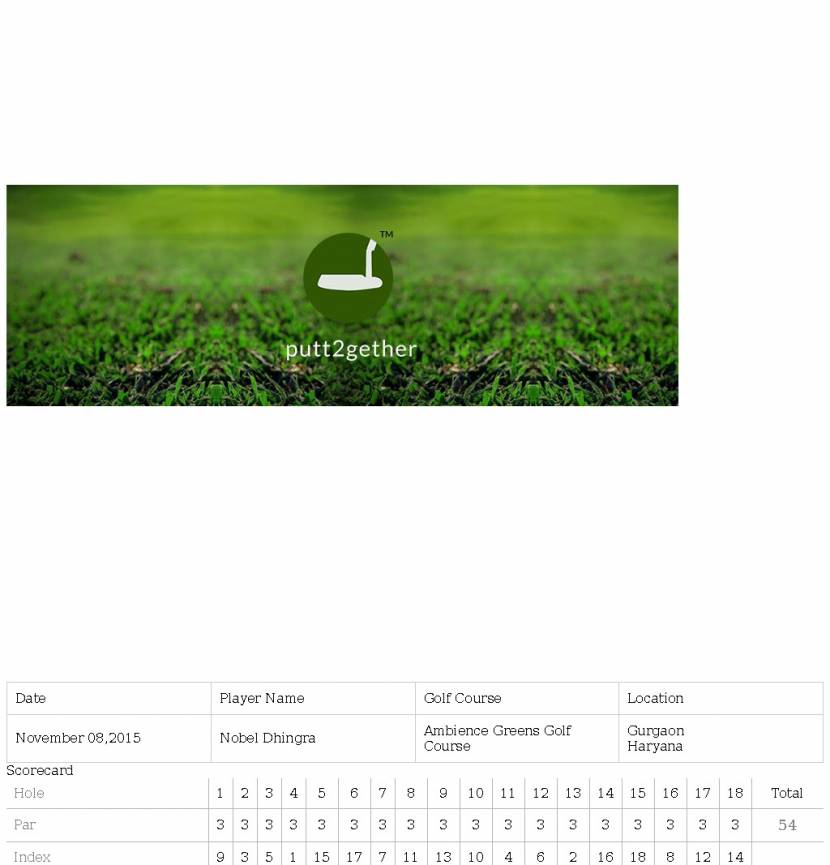 TM
putt2gether
Date Player Name Golf Course Location
November 08,2015 Nobel Dhingra Ambience Greens Golf Course Gurgaon Haryana
Scorecard
Hole 1 2 3 4 5 6 7 8 9 10 11 12 13 14 15 16 17 18 Total
Par 3 3 3 3 3 3 3 3 3 3 3 3 3 3 3 3 3 3 54
Index 9 3 5 1 15 17 7 11 13 10 4 6 2 16 18 8 12 14